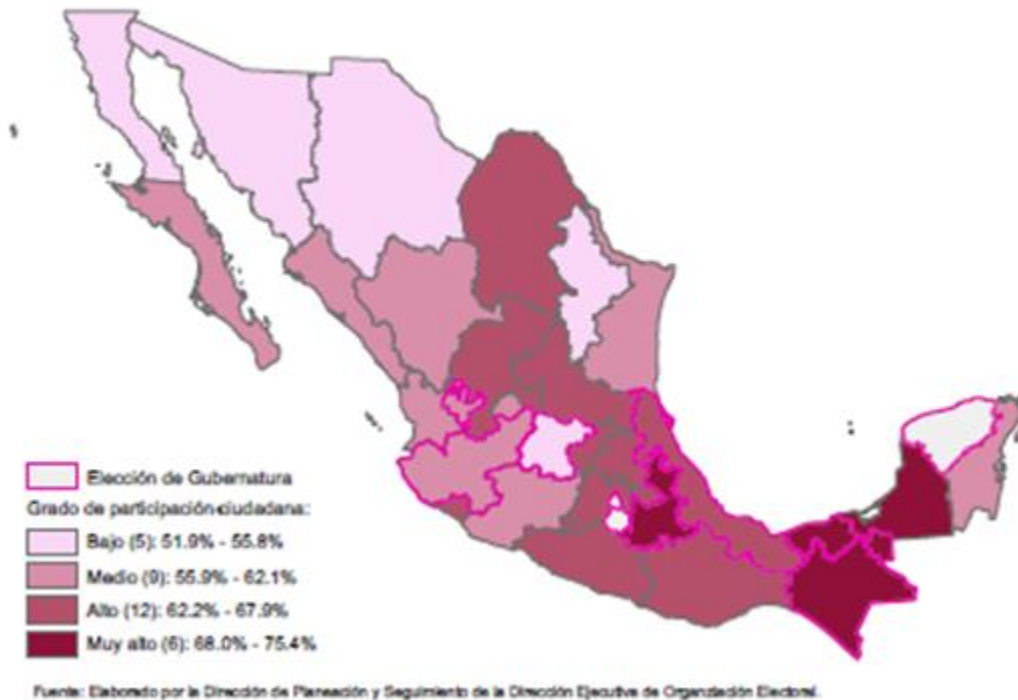 Elección de Gubernatura
Grado de participación ciudadana:
Bajo (5): 51.9% - 55.8%
Medio (9): 55.9% - 62.1%
Alto (12): 62.2% - 67.9%
Muy alto (6): 68.0% - 75.4%
Fuente: Elaborado por la Dirección de Planeación y Seguimiento de la Dirección Ejecutiva de Organización Electoral.